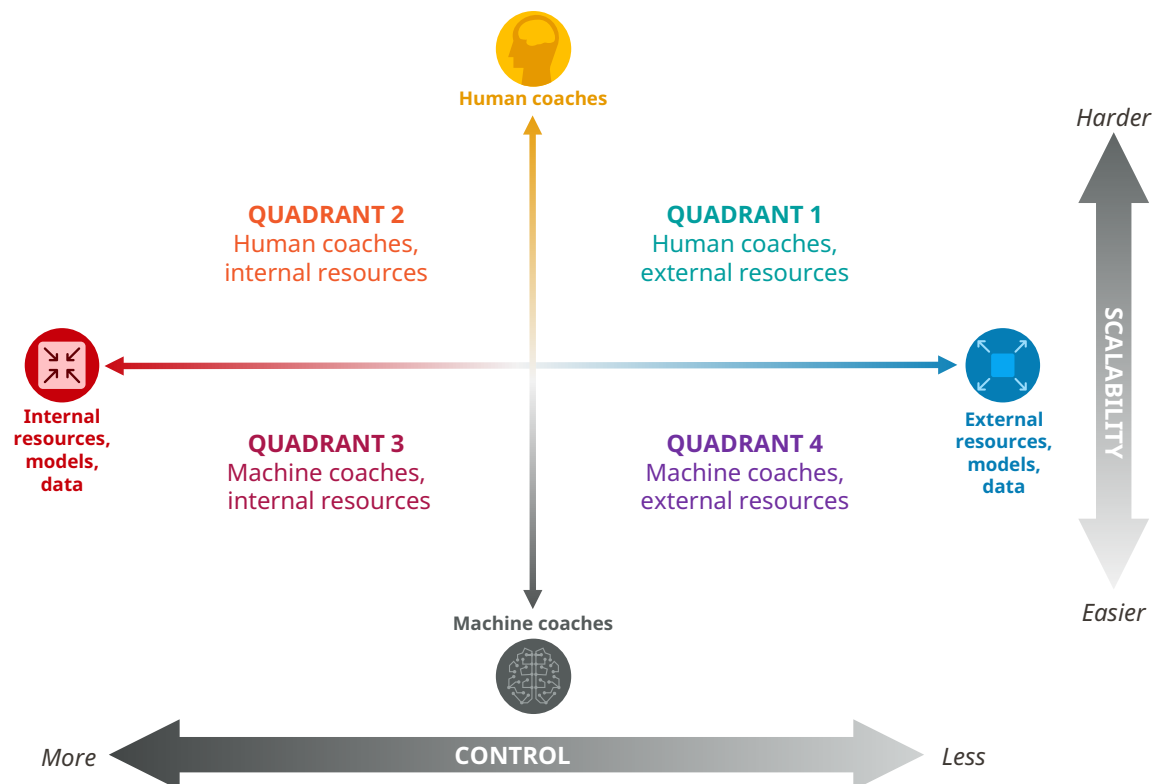 Human coaches
Harder
QUADRANT 2
Human coaches,
internal resources
QUADRANT 1
Human coaches,
external resources
SCALABILITY
Internal
resources,
models,
data
External
resources,
models,
data
QUADRANT 3
Machine coaches,
internal resources
QUADRANT 4
Machine coaches,
external resources
Easier
Machine coaches
More
CONTROL
Less